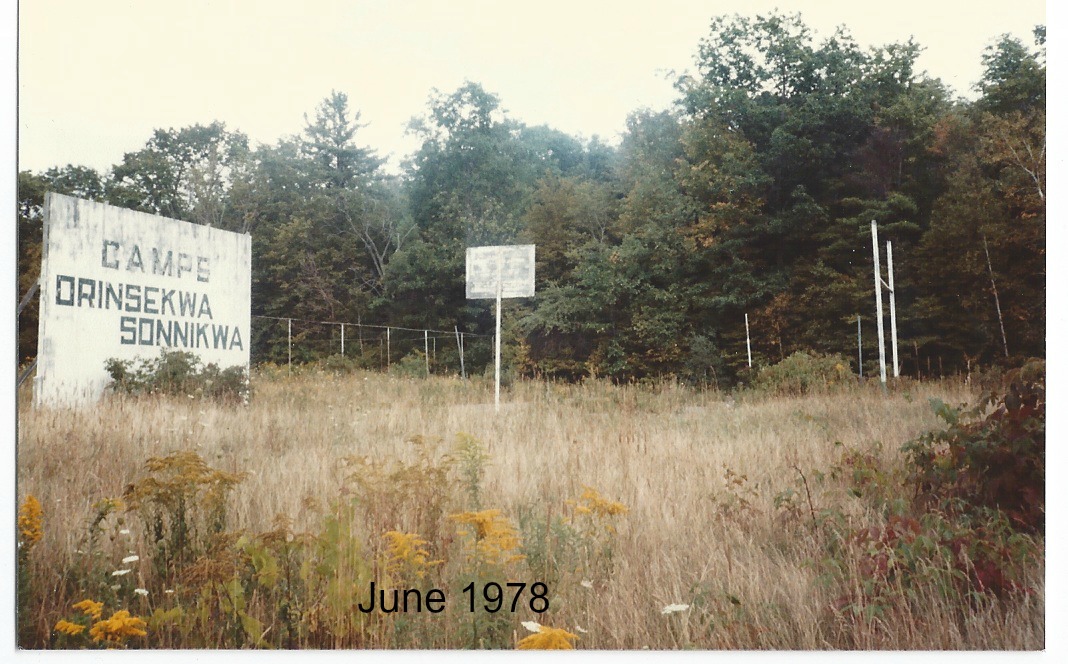 CAMPS
ORINSEKWA
SONNIKWA
June 1978